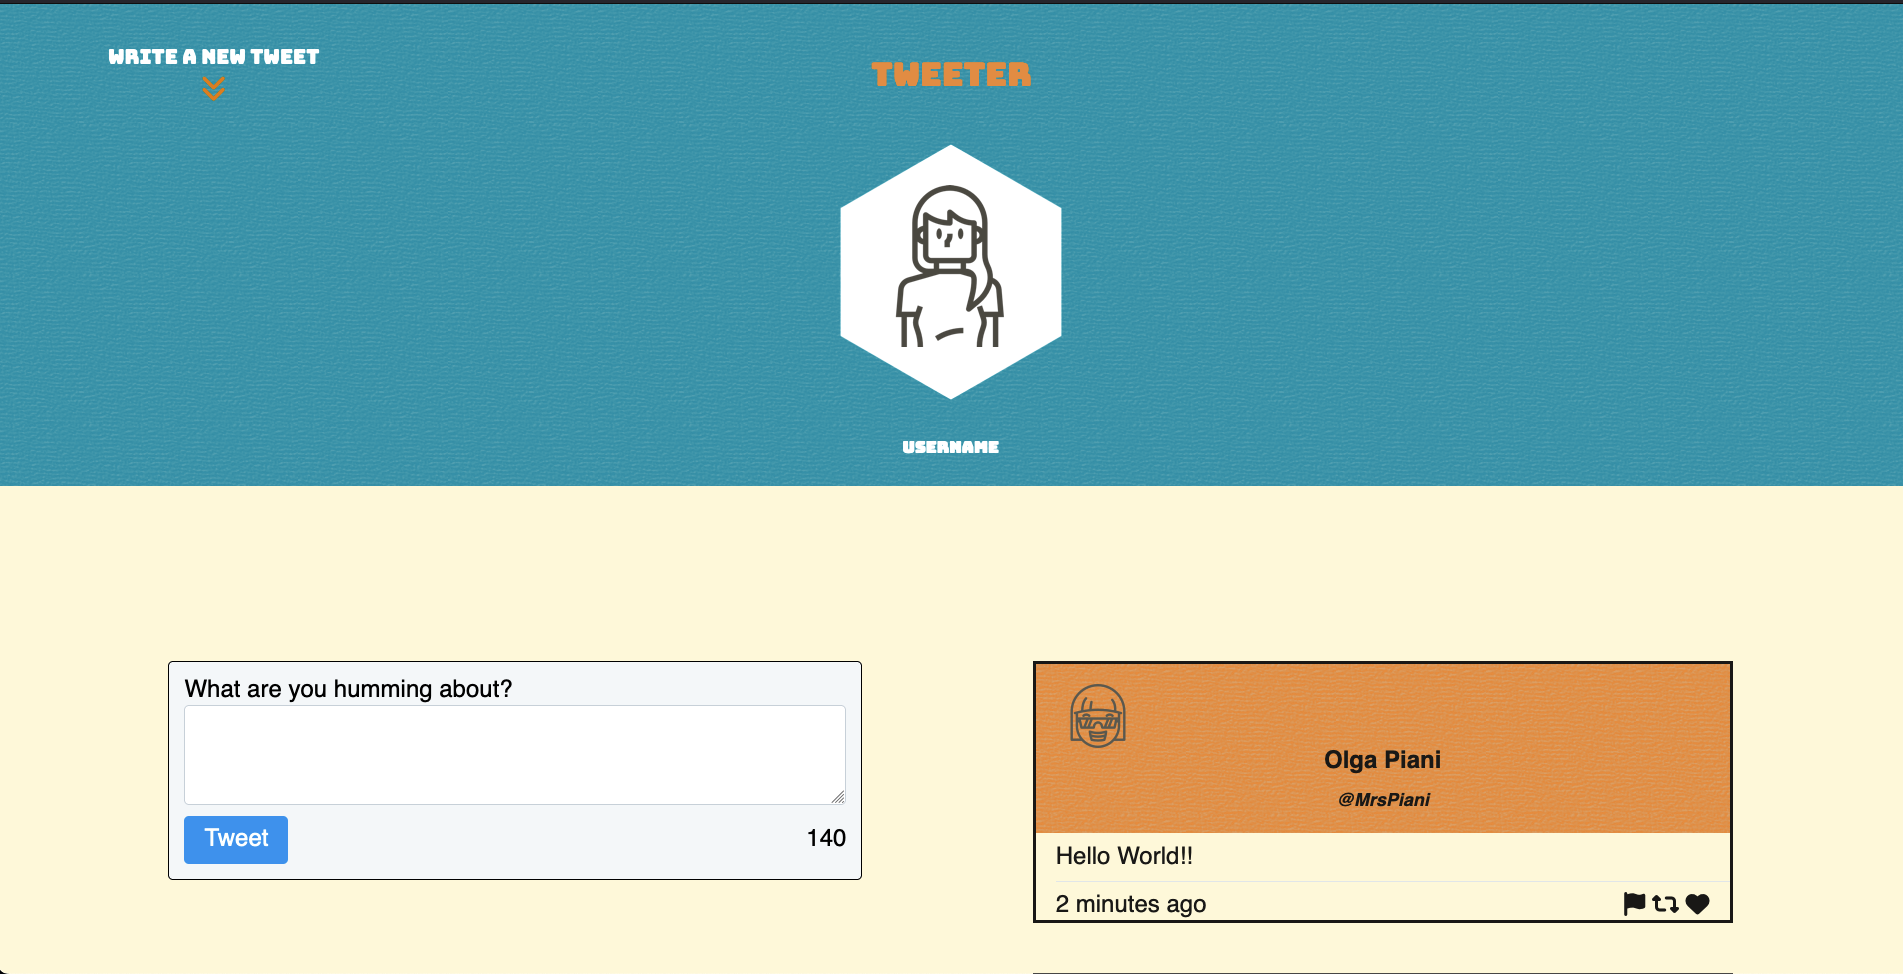 WRITE A NEW TWEET
TWEETER
USERNAME
What are you humming about?
Tweet
140
Olga Piani
@MrsPiani
Hello World!!
2 minutes ago